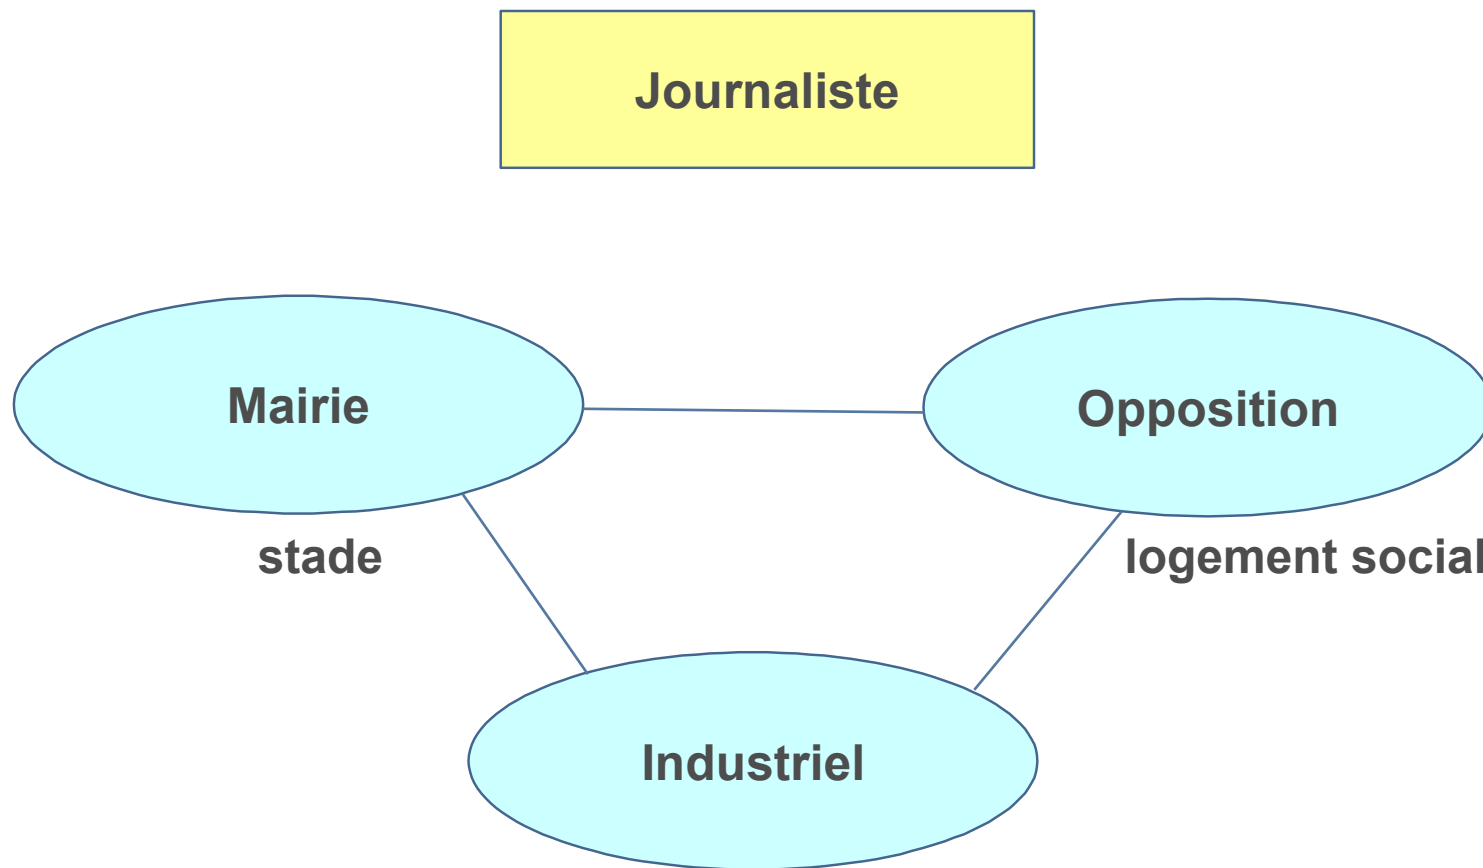 Journaliste
Mairie
Opposition
stade
logement social
Industriel